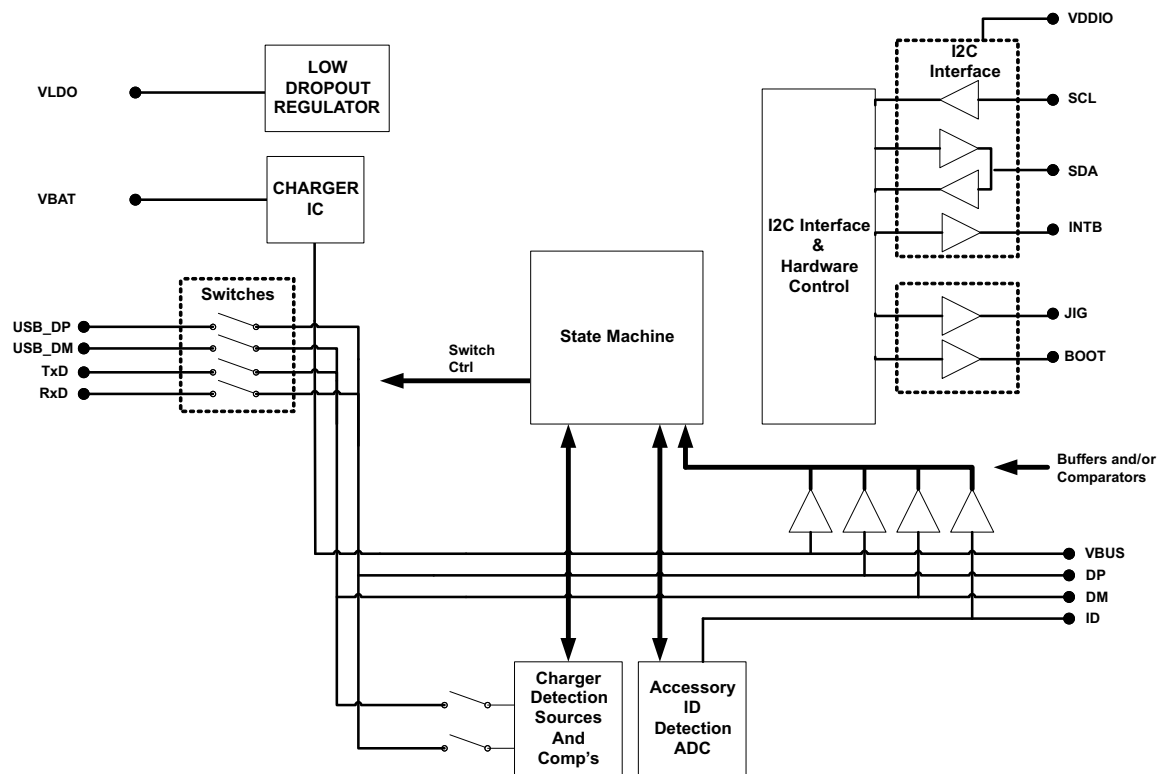 VDDIO
I2C
Interface
LOW
DROPOUT
REGULATOR
VLDO
SCL
CHARGER
IC
VBAT
SDA
I2C Interface
&
Hardware
Control
INTB
Switches
USB_DP
USB_DM
TxD
RxD
State Machine
Switch
Ctrl
JIG
BOOT
Buffers and/or
Comparators
VBUS
DP
DM
ID
Charger
Detection
Sources
And
Comp's
Accessory
ID
Detection
ADC